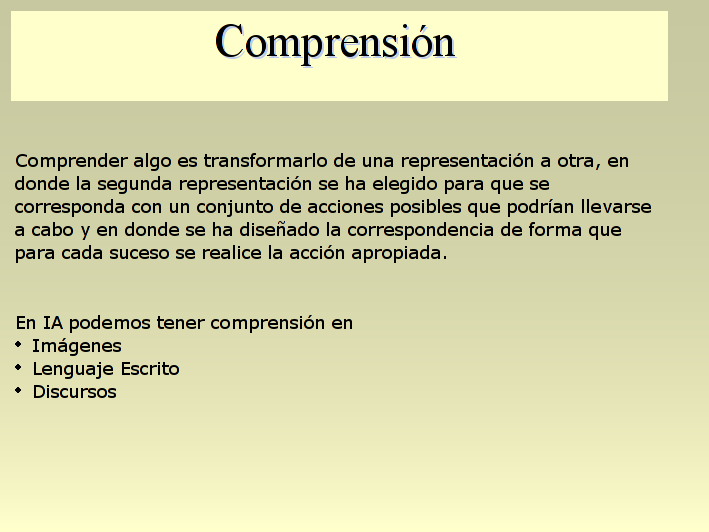 Comprensión
Comprender algo es transformarlo de una representación a otra, en
donde la segunda representación se ha elegido para que se
corresponda con un conjunto de acciones posibles que podrían llevarse
a cabo y en donde se ha diseñado la correspondencia de forma que
para cada suceso se realice la acción apropiada.
En IA podemos tener comprensión en
• Imágenes
• Lenguaje Escrito
• Discursos